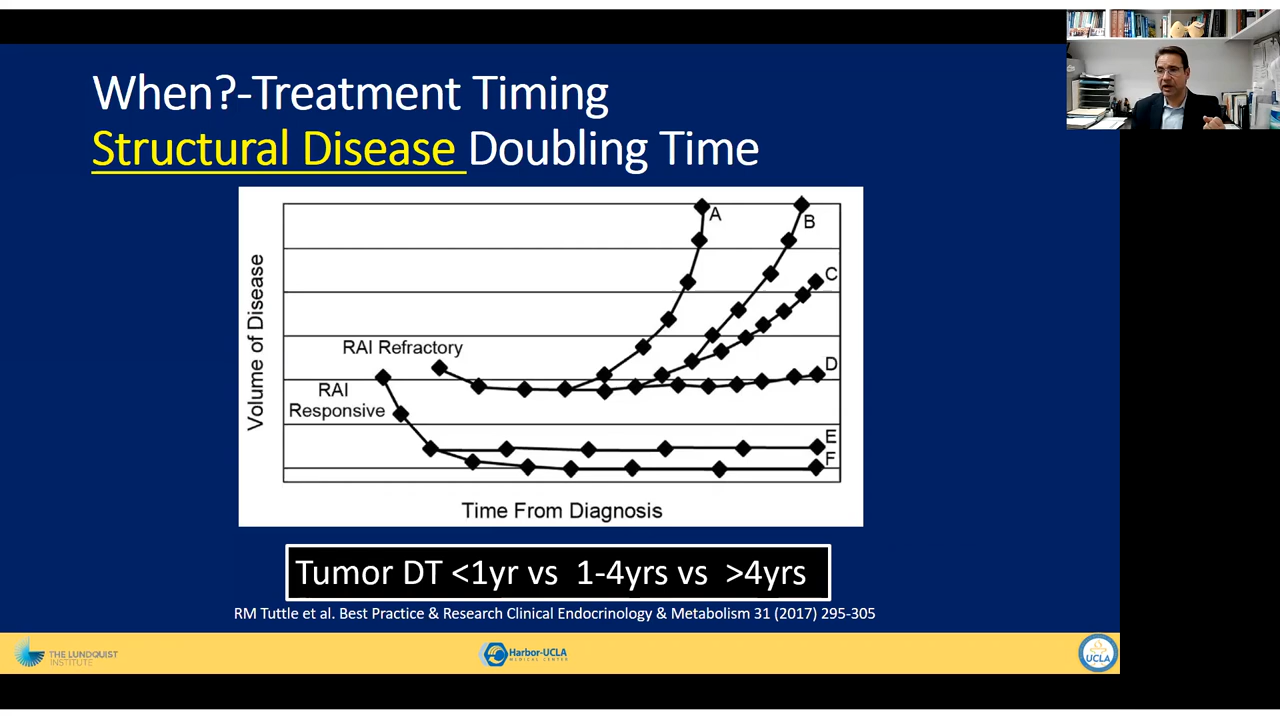 When?-Treatment Timing
Structural Disease Doubling Time
A
B
C
RAI Refractory
D
RAI
Responsive
E
F
Volume of Disease
Time From Diagnosis
Tumor DT <1yr vs 1-4yrs vs >4yrs
RM Tuttle et al. Best Practice & Research Clinical Endocrinology & Metabolism 31 (2017) 295-305
THE LUNDQUIST
INSTITUTE
Harbor-UCLA
MEDICAL CENTER
UCLA